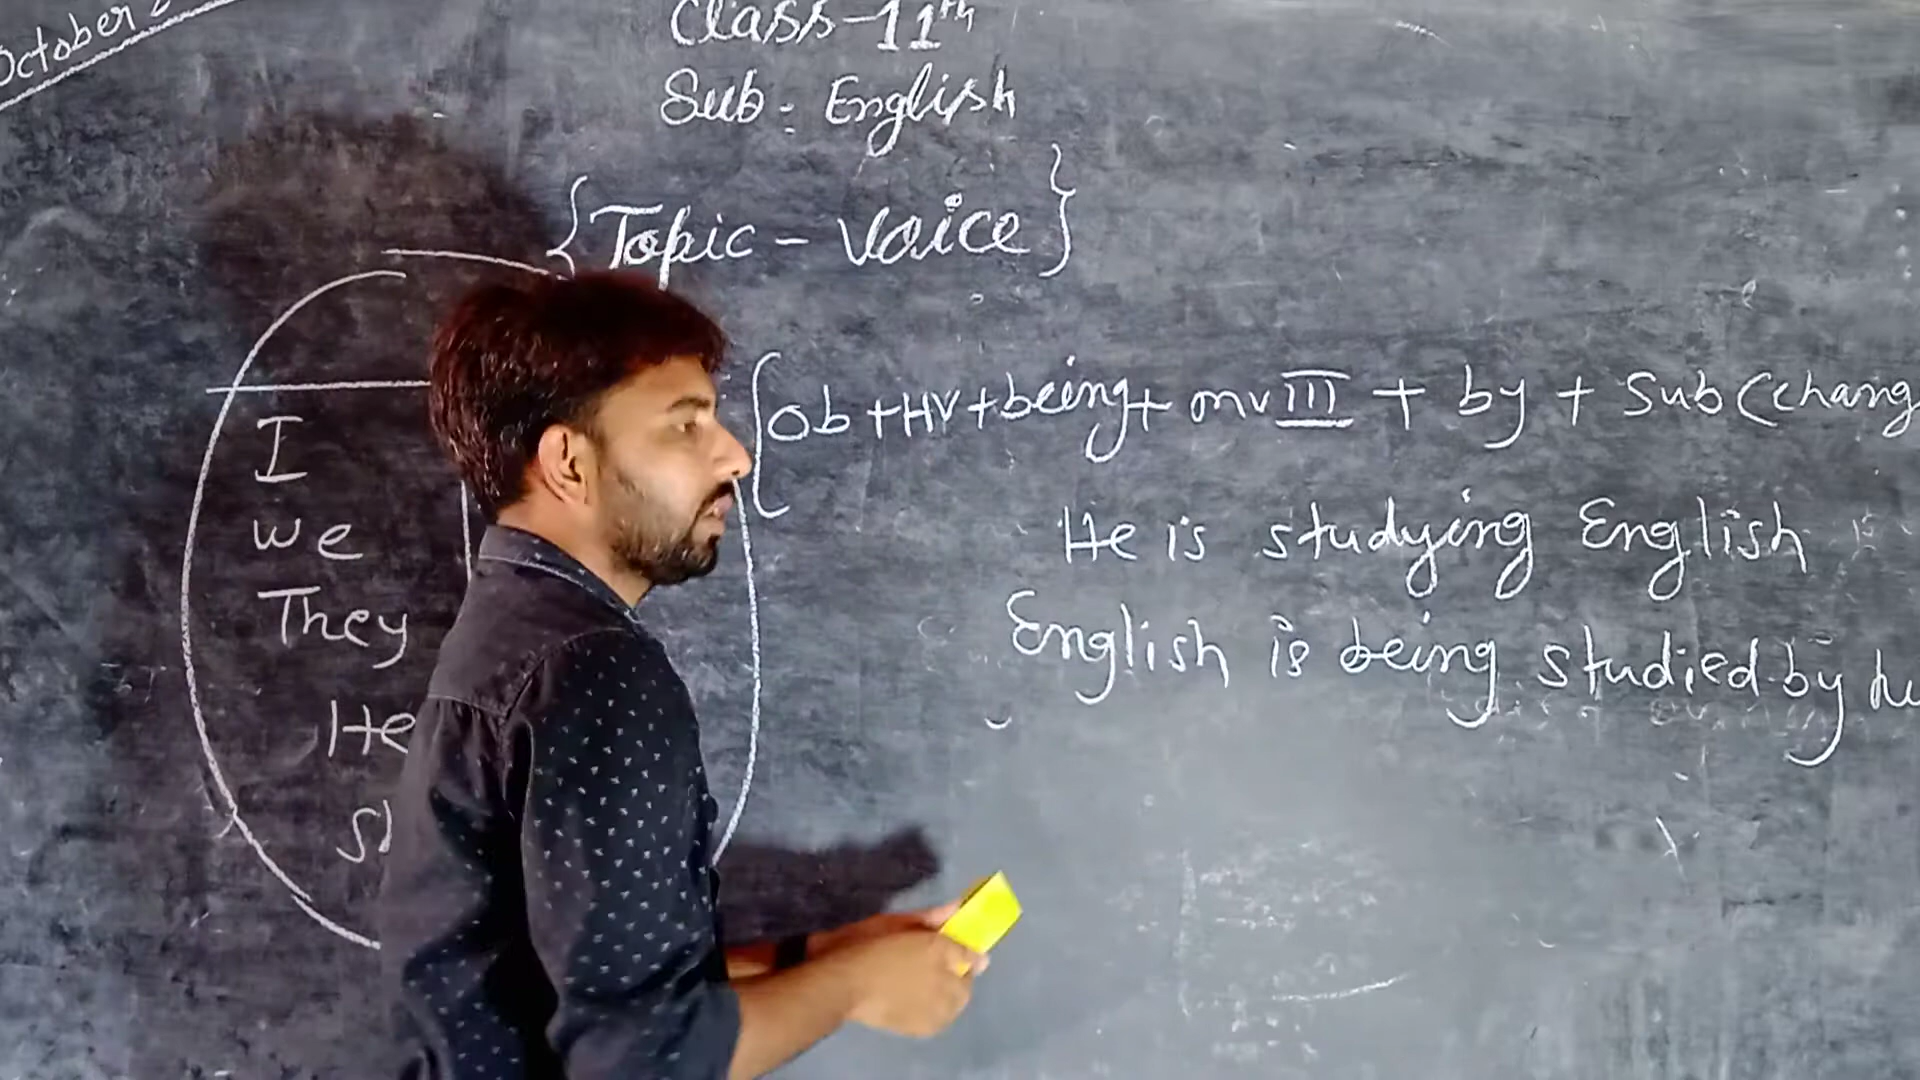 October
Class-11th
Sub: English
{Topic - Voice}
I
we
They
He
[Ob + HV + being + mv III + by + Sub (chang
He is studying English
English is being studied by